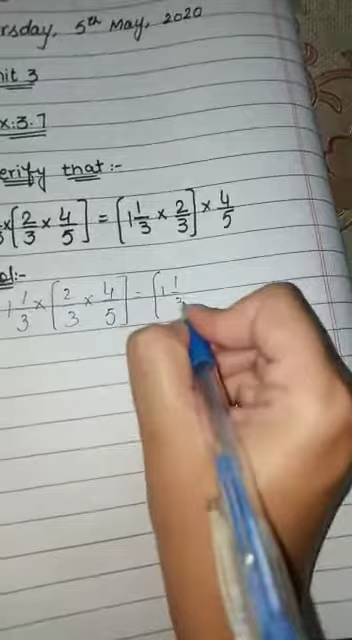 rsday, 5th May, 2020
nit 3
x:3.7
erify that:-
3×[2/3 × 4/5] = [1 1/3 × 2/3] × 4/5
ol:-
1 1/3 × [2/3 × 4/5] = [1 1/